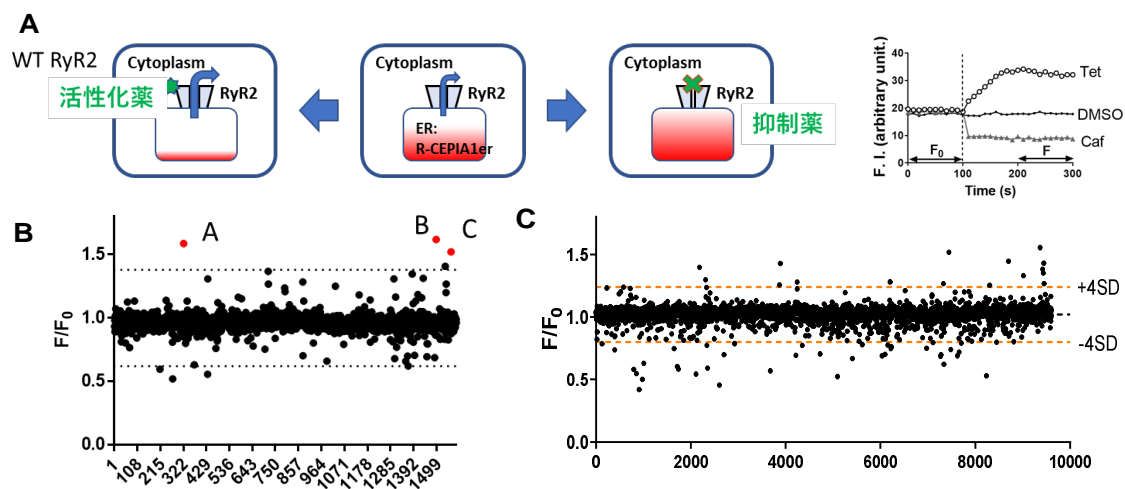 A
WT RyR2
活性化薬
Cytoplasm
RyR2
Cytoplasm
RyR2
ER:
R-CEPIA1er
Cytoplasm
RyR2
抑制薬
F. I. (arbitrary unit.)
40
30
20
10
0
0
100
200
300
Time (s)
F0
F
Tet
DMSO
Caf
B
F/F0
1.5
1.0
0.5
0.0
A
B
C
1
108
215
322
429
536
643
750
857
964
1071
1178
1285
1392
1499
C
F/F0
1.5
1.0
0.5
0.0
+4SD
-4SD
0
2000
4000
6000
8000
10000